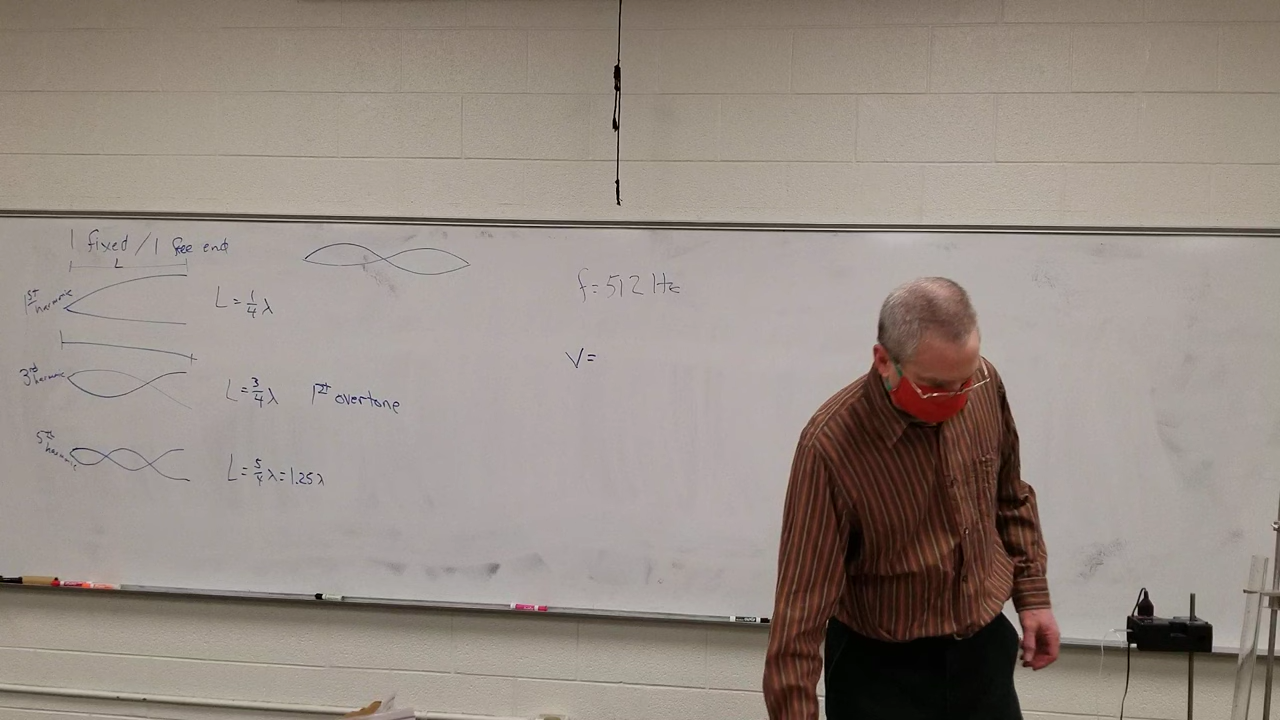 1 fixed / 1 free end
L
1st harmonic
L = 1/4 λ
3rd harmonic
L = 3/4 λ 1st overtone
5th harmonic
L = 5/4 λ = 1.25 λ
f = 512 Hz
V =